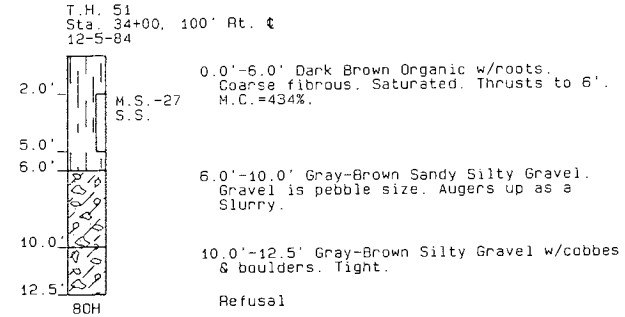 T.H. 51
Sta. 34+00, 100' Rt. ℄
12-5-84
0.0'-6.0' Dark Brown Organic w/roots.
Coarse fibrous. Saturated. Thrusts to 6'.
M.C.=434%.
2.0'
M.S.-27
S.S.
5.0'
6.0'
6.0'-10.0' Gray-Brown Sandy Silty Gravel.
Gravel is pebble size. Augers up as a
Slurry.
10.0'
10.0'-12.5' Gray-Brown Silty Gravel w/cobbes
& boulders. Tight.
12.5'
Refusal
80H